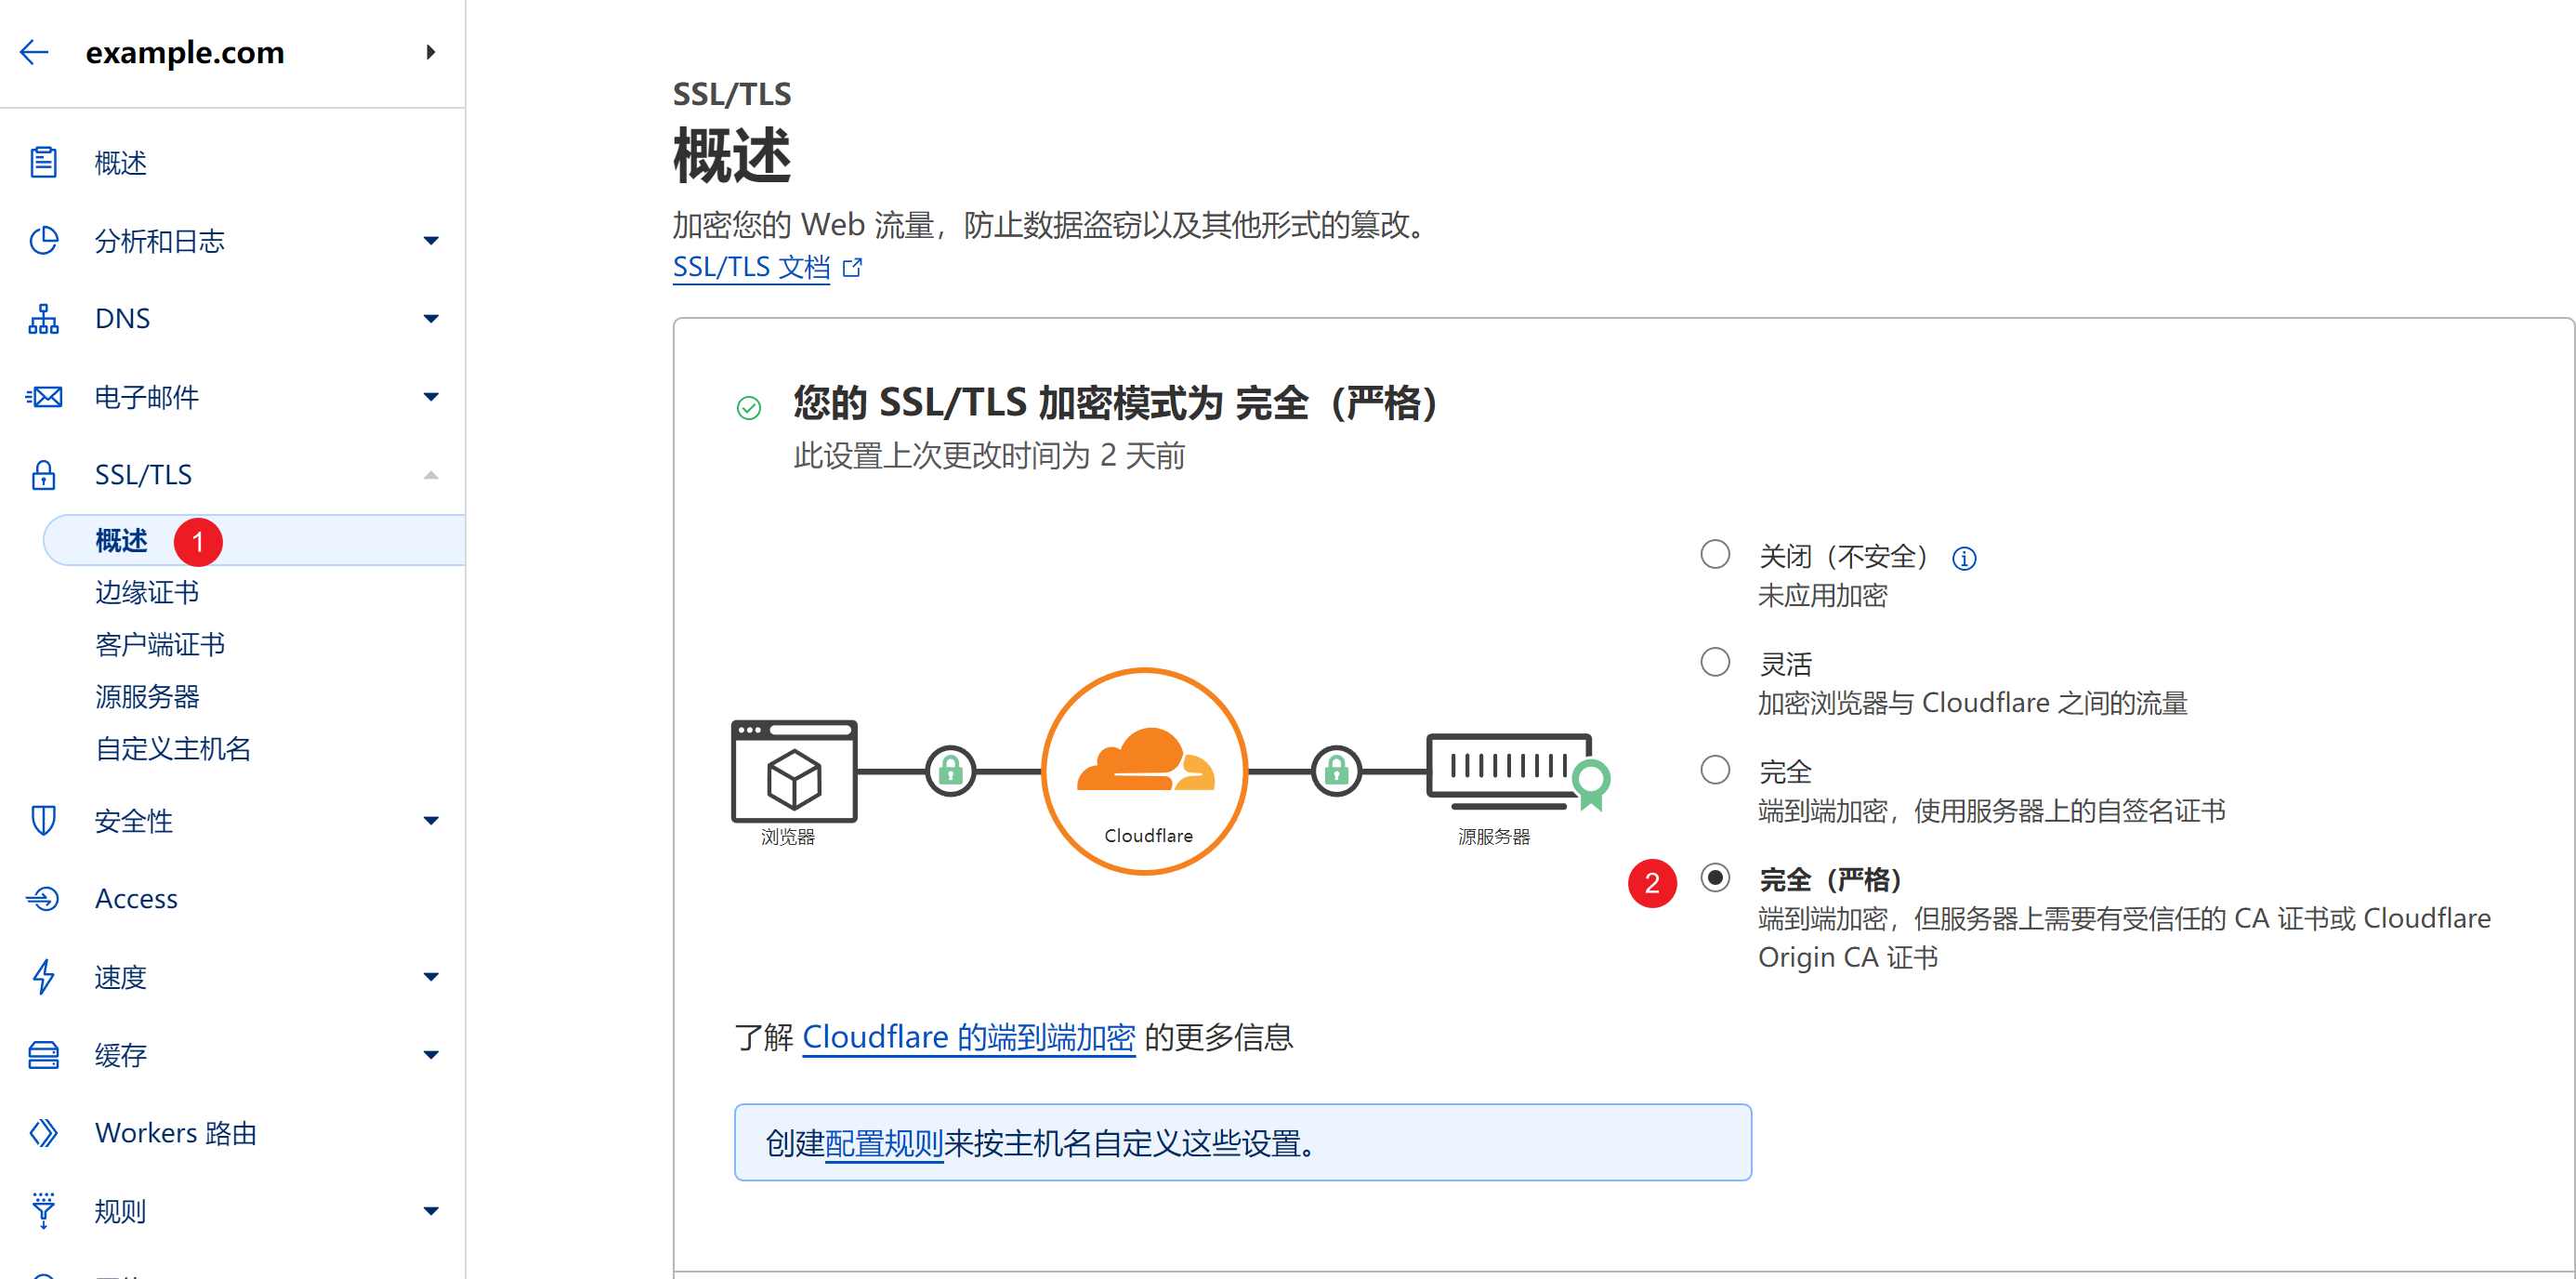 example.com
概述
分析和日志
DNS
电子邮件
SSL/TLS
概述
1
边缘证书
客户端证书
源服务器
自定义主机名
安全性
Access
速度
缓存
Workers 路由
规则
SSL/TLS
概述
加密您的 Web 流量，防止数据盗窃以及其他形式的篡改。
SSL/TLS 文档
您的 SSL/TLS 加密模式为 完全（严格）
此设置上次更改时间为 2 天前
浏览器
Cloudflare
源服务器
关闭（不安全）
未应用加密
灵活
加密浏览器与 Cloudflare 之间的流量
完全
端到端加密，使用服务器上的自签名证书
2
完全（严格）
端到端加密，但服务器上需要有受信任的 CA 证书或 Cloudflare
Origin CA 证书
了解 Cloudflare 的端到端加密 的更多信息
创建配置规则来按主机名自定义这些设置。